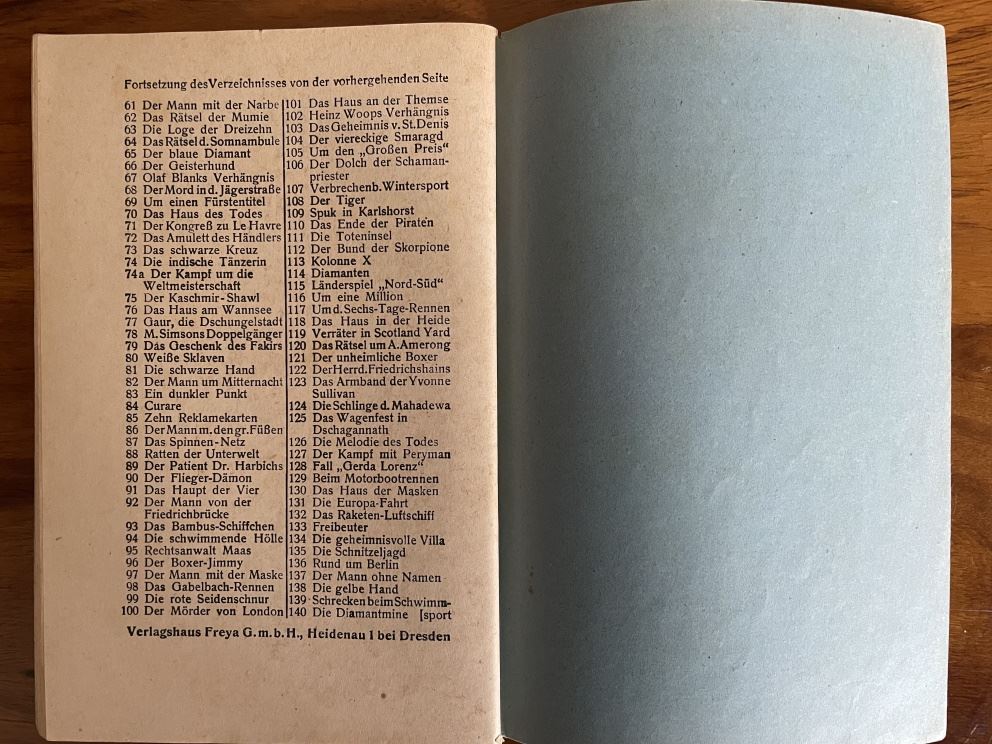 Fortsetzung des Verzeichnisses von der vorhergehenden Seite
61 Der Mann mit der Narbe
62 Das Rätsel der Mumie
63 Die Loge der Dreizehn
64 Das Rätsel d. Somnambule
65 Der blaue Diamant
66 Der Geisterhund
67 Olaf Blanks Verhängnis
68 Der Mord in d. Jägerstraße
69 Um einen Fürstentitel
70 Das Haus des Todes
71 Der Kongreß zu Le Havre
72 Das Amulett des Händlers
73 Das schwarze Kreuz
74 Die indische Tänzerin
74a Der Kampf um die
Weltmeisterschaft
75 Der Kaschmir-Shawl
76 Das Haus am Wannsee
77 Gaur, die Dschungelstadt
78 M. Simsons Doppelgänger
79 Das Geschenk des Fakirs
80 Weiße Sklaven
81 Die schwarze Hand
82 Der Mann um Mitternacht
83 Ein dunkler Punkt
84 Curare
85 Zehn Reklamekarten
86 Der Mann m. den gr. Füßen
87 Das Spinnen-Netz
88 Ratten der Unterwelt
89 Der Patient Dr. Harbichs
90 Der Flieger-Dämon
91 Das Haupt der Vier
92 Der Mann von der
Friedrichbrücke
93 Das Bambus-Schiffchen
94 Die schwimmende Hölle
95 Rechtsanwalt Maas
96 Der Boxer-Jimmy
97 Der Mann mit der Maske
98 Das Gabelbach-Rennen
99 Die rote Seidenschnur
100 Der Mörder von London
101 Das Haus an der Themse
102 Heinz Woops Verhängnis
103 Das Geheimnis v. St. Denis
104 Der viereckige Smaragd
105 Um den „Großen Preis“
106 Der Dolch der Schaman-
priester
107 Verbrechen b. Wintersport
108 Der Tiger
109 Spuk in Karlshorst
110 Das Ende der Piraten
111 Die Toteninsel
112 Der Bund der Skorpione
113 Kolonne X
114 Diamanten
115 Länderspiel „Nord-Süd“
116 Um eine Million
117 Um d. Sechs-Tage-Rennen
118 Das Haus in der Heide
119 Verräter in Scotland Yard
120 Das Rätsel um A. Amerong
121 Der unheimliche Boxer
122 Der Herr d. Friedrichshains
123 Das Armband der Yvonne
Sullivan
124 Die Schlinge d. Mahadewa
125 Das Wagenfest in
Dschagannath
126 Die Melodie des Todes
127 Der Kampf mit Peryman
128 Fall „Gerda Lorenz“
129 Beim Motorbootrennen
130 Das Haus der Masken
131 Die Europa-Fahrt
132 Das Raketen-Luftschiff
133 Freibeuter
134 Die geheimnisvolle Villa
135 Die Schnitzeljagd
136 Rund um Berlin
137 Der Mann ohne Namen
138 Die gelbe Hand
139 Schrecken beim Schwimm-
140 Die Diamantmine [sport
Verlagshaus Freya G. m. b. H., Heidenau 1 bei Dresden